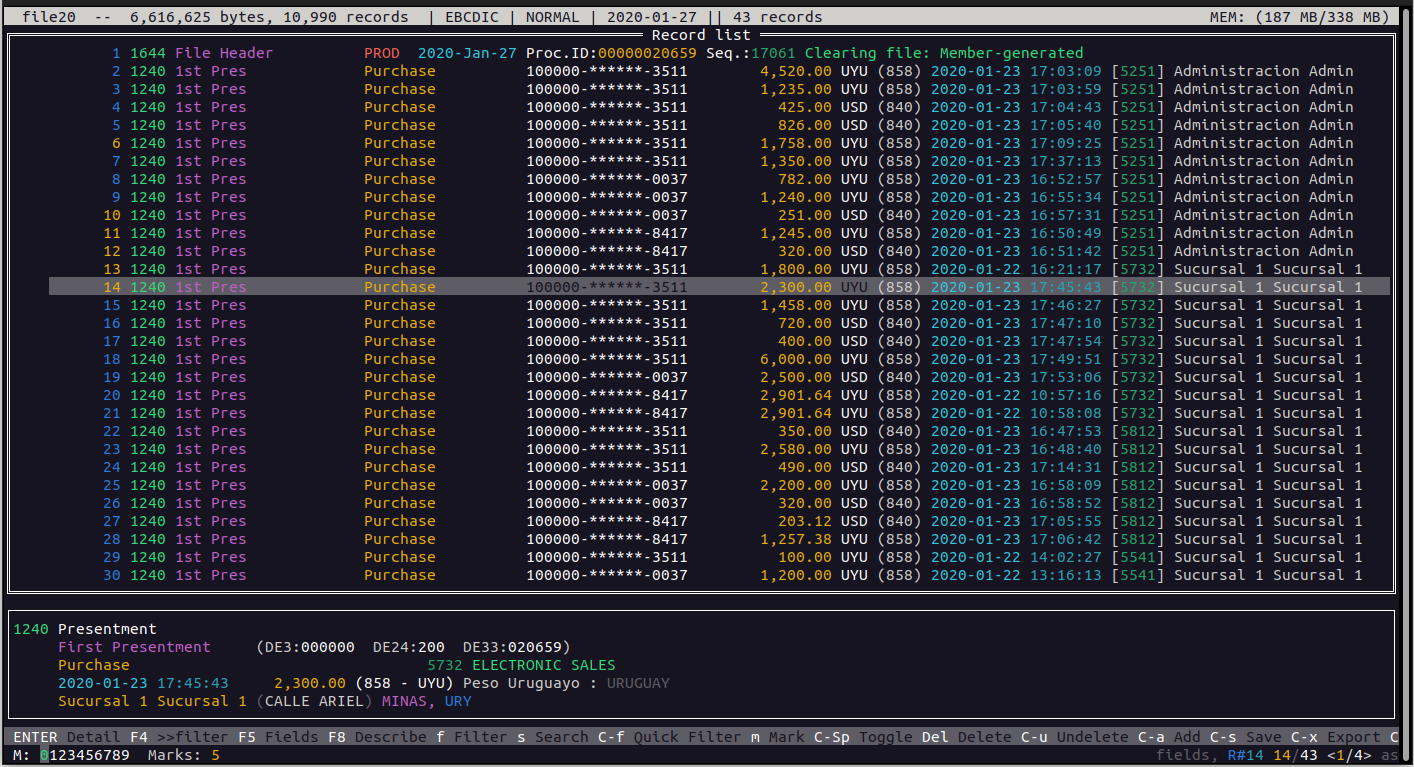 file20 -- 6,616,625 bytes, 10,990 records | EBCDIC | NORMAL | 2020-01-27 || 43 records MEM: (187 MB/338 MB)
Record list
1 1644 File Header PROD 2020-Jan-27 Proc.ID:00000020659 Seq.:17061 Clearing file: Member-generated
2 1240 1st Pres Purchase 100000-******-3511 4,520.00 UYU (858) 2020-01-23 17:03:09 [5251] Administracion Admin
3 1240 1st Pres Purchase 100000-******-3511 1,235.00 UYU (858) 2020-01-23 17:03:59 [5251] Administracion Admin
4 1240 1st Pres Purchase 100000-******-3511 425.00 USD (840) 2020-01-23 17:04:43 [5251] Administracion Admin
5 1240 1st Pres Purchase 100000-******-3511 826.00 USD (840) 2020-01-23 17:05:40 [5251] Administracion Admin
6 1240 1st Pres Purchase 100000-******-3511 1,758.00 UYU (858) 2020-01-23 17:09:25 [5251] Administracion Admin
7 1240 1st Pres Purchase 100000-******-3511 1,350.00 UYU (858) 2020-01-23 17:37:13 [5251] Administracion Admin
8 1240 1st Pres Purchase 100000-******-0037 782.00 UYU (858) 2020-01-23 16:52:57 [5251] Administracion Admin
9 1240 1st Pres Purchase 100000-******-0037 1,240.00 UYU (858) 2020-01-23 16:55:34 [5251] Administracion Admin
10 1240 1st Pres Purchase 100000-******-0037 251.00 USD (840) 2020-01-23 16:57:31 [5251] Administracion Admin
11 1240 1st Pres Purchase 100000-******-8417 1,245.00 UYU (858) 2020-01-23 16:50:49 [5251] Administracion Admin
12 1240 1st Pres Purchase 100000-******-8417 320.00 USD (840) 2020-01-23 16:51:42 [5251] Administracion Admin
13 1240 1st Pres Purchase 100000-******-3511 1,800.00 UYU (858) 2020-01-22 16:21:17 [5732] Sucursal 1 Sucursal 1
14 1240 1st Pres Purchase 100000-******-3511 2,300.00 UYU (858) 2020-01-23 17:45:43 [5732] Sucursal 1 Sucursal 1
15 1240 1st Pres Purchase 100000-******-3511 1,458.00 UYU (858) 2020-01-23 17:46:27 [5732] Sucursal 1 Sucursal 1
16 1240 1st Pres Purchase 100000-******-3511 720.00 USD (840) 2020-01-23 17:47:10 [5732] Sucursal 1 Sucursal 1
17 1240 1st Pres Purchase 100000-******-3511 400.00 USD (840) 2020-01-23 17:47:54 [5732] Sucursal 1 Sucursal 1
18 1240 1st Pres Purchase 100000-******-3511 6,000.00 UYU (858) 2020-01-23 17:49:51 [5732] Sucursal 1 Sucursal 1
19 1240 1st Pres Purchase 100000-******-0037 2,500.00 USD (840) 2020-01-23 17:53:06 [5732] Sucursal 1 Sucursal 1
20 1240 1st Pres Purchase 100000-******-8417 2,901.64 UYU (858) 2020-01-22 10:57:16 [5732] Sucursal 1 Sucursal 1
21 1240 1st Pres Purchase 100000-******-8417 2,901.64 UYU (858) 2020-01-22 10:58:08 [5732] Sucursal 1 Sucursal 1
22 1240 1st Pres Purchase 100000-******-3511 350.00 USD (840) 2020-01-23 16:47:53 [5812] Sucursal 1 Sucursal 1
23 1240 1st Pres Purchase 100000-******-3511 2,580.00 UYU (858) 2020-01-23 16:48:40 [5812] Sucursal 1 Sucursal 1
24 1240 1st Pres Purchase 100000-******-3511 490.00 USD (840) 2020-01-23 17:14:31 [5812] Sucursal 1 Sucursal 1
25 1240 1st Pres Purchase 100000-******-0037 2,200.00 UYU (858) 2020-01-23 16:58:09 [5812] Sucursal 1 Sucursal 1
26 1240 1st Pres Purchase 100000-******-0037 320.00 USD (840) 2020-01-23 16:58:52 [5812] Sucursal 1 Sucursal 1
27 1240 1st Pres Purchase 100000-******-8417 203.12 USD (840) 2020-01-23 17:05:55 [5812] Sucursal 1 Sucursal 1
28 1240 1st Pres Purchase 100000-******-8417 1,257.38 UYU (858) 2020-01-23 17:06:42 [5812] Sucursal 1 Sucursal 1
29 1240 1st Pres Purchase 100000-******-3511 100.00 UYU (858) 2020-01-22 14:02:27 [5541] Sucursal 1 Sucursal 1
30 1240 1st Pres Purchase 100000-******-0037 1,200.00 UYU (858) 2020-01-22 13:16:13 [5541] Sucursal 1 Sucursal 1
1240 Presentment
First Presentment (DE3:000000 DE24:200 DE33:020659)
Purchase 5732 ELECTRONIC SALES
2020-01-23 17:45:43 2,300.00 (858 - UYU) Peso Uruguayo : URUGUAY
Sucursal 1 Sucursal 1 (CALLE ARIEL) MINAS, URY
ENTER Detail F4 >>filter F5 Fields F8 Describe f Filter s Search C-f Quick Filter m Mark C-Sp Toggle Del Delete C-u Undelete C-a Add C-s Save C-x Export C
M: 0123456789 Marks: 5 fields, R#14 14/43 <1/4> as